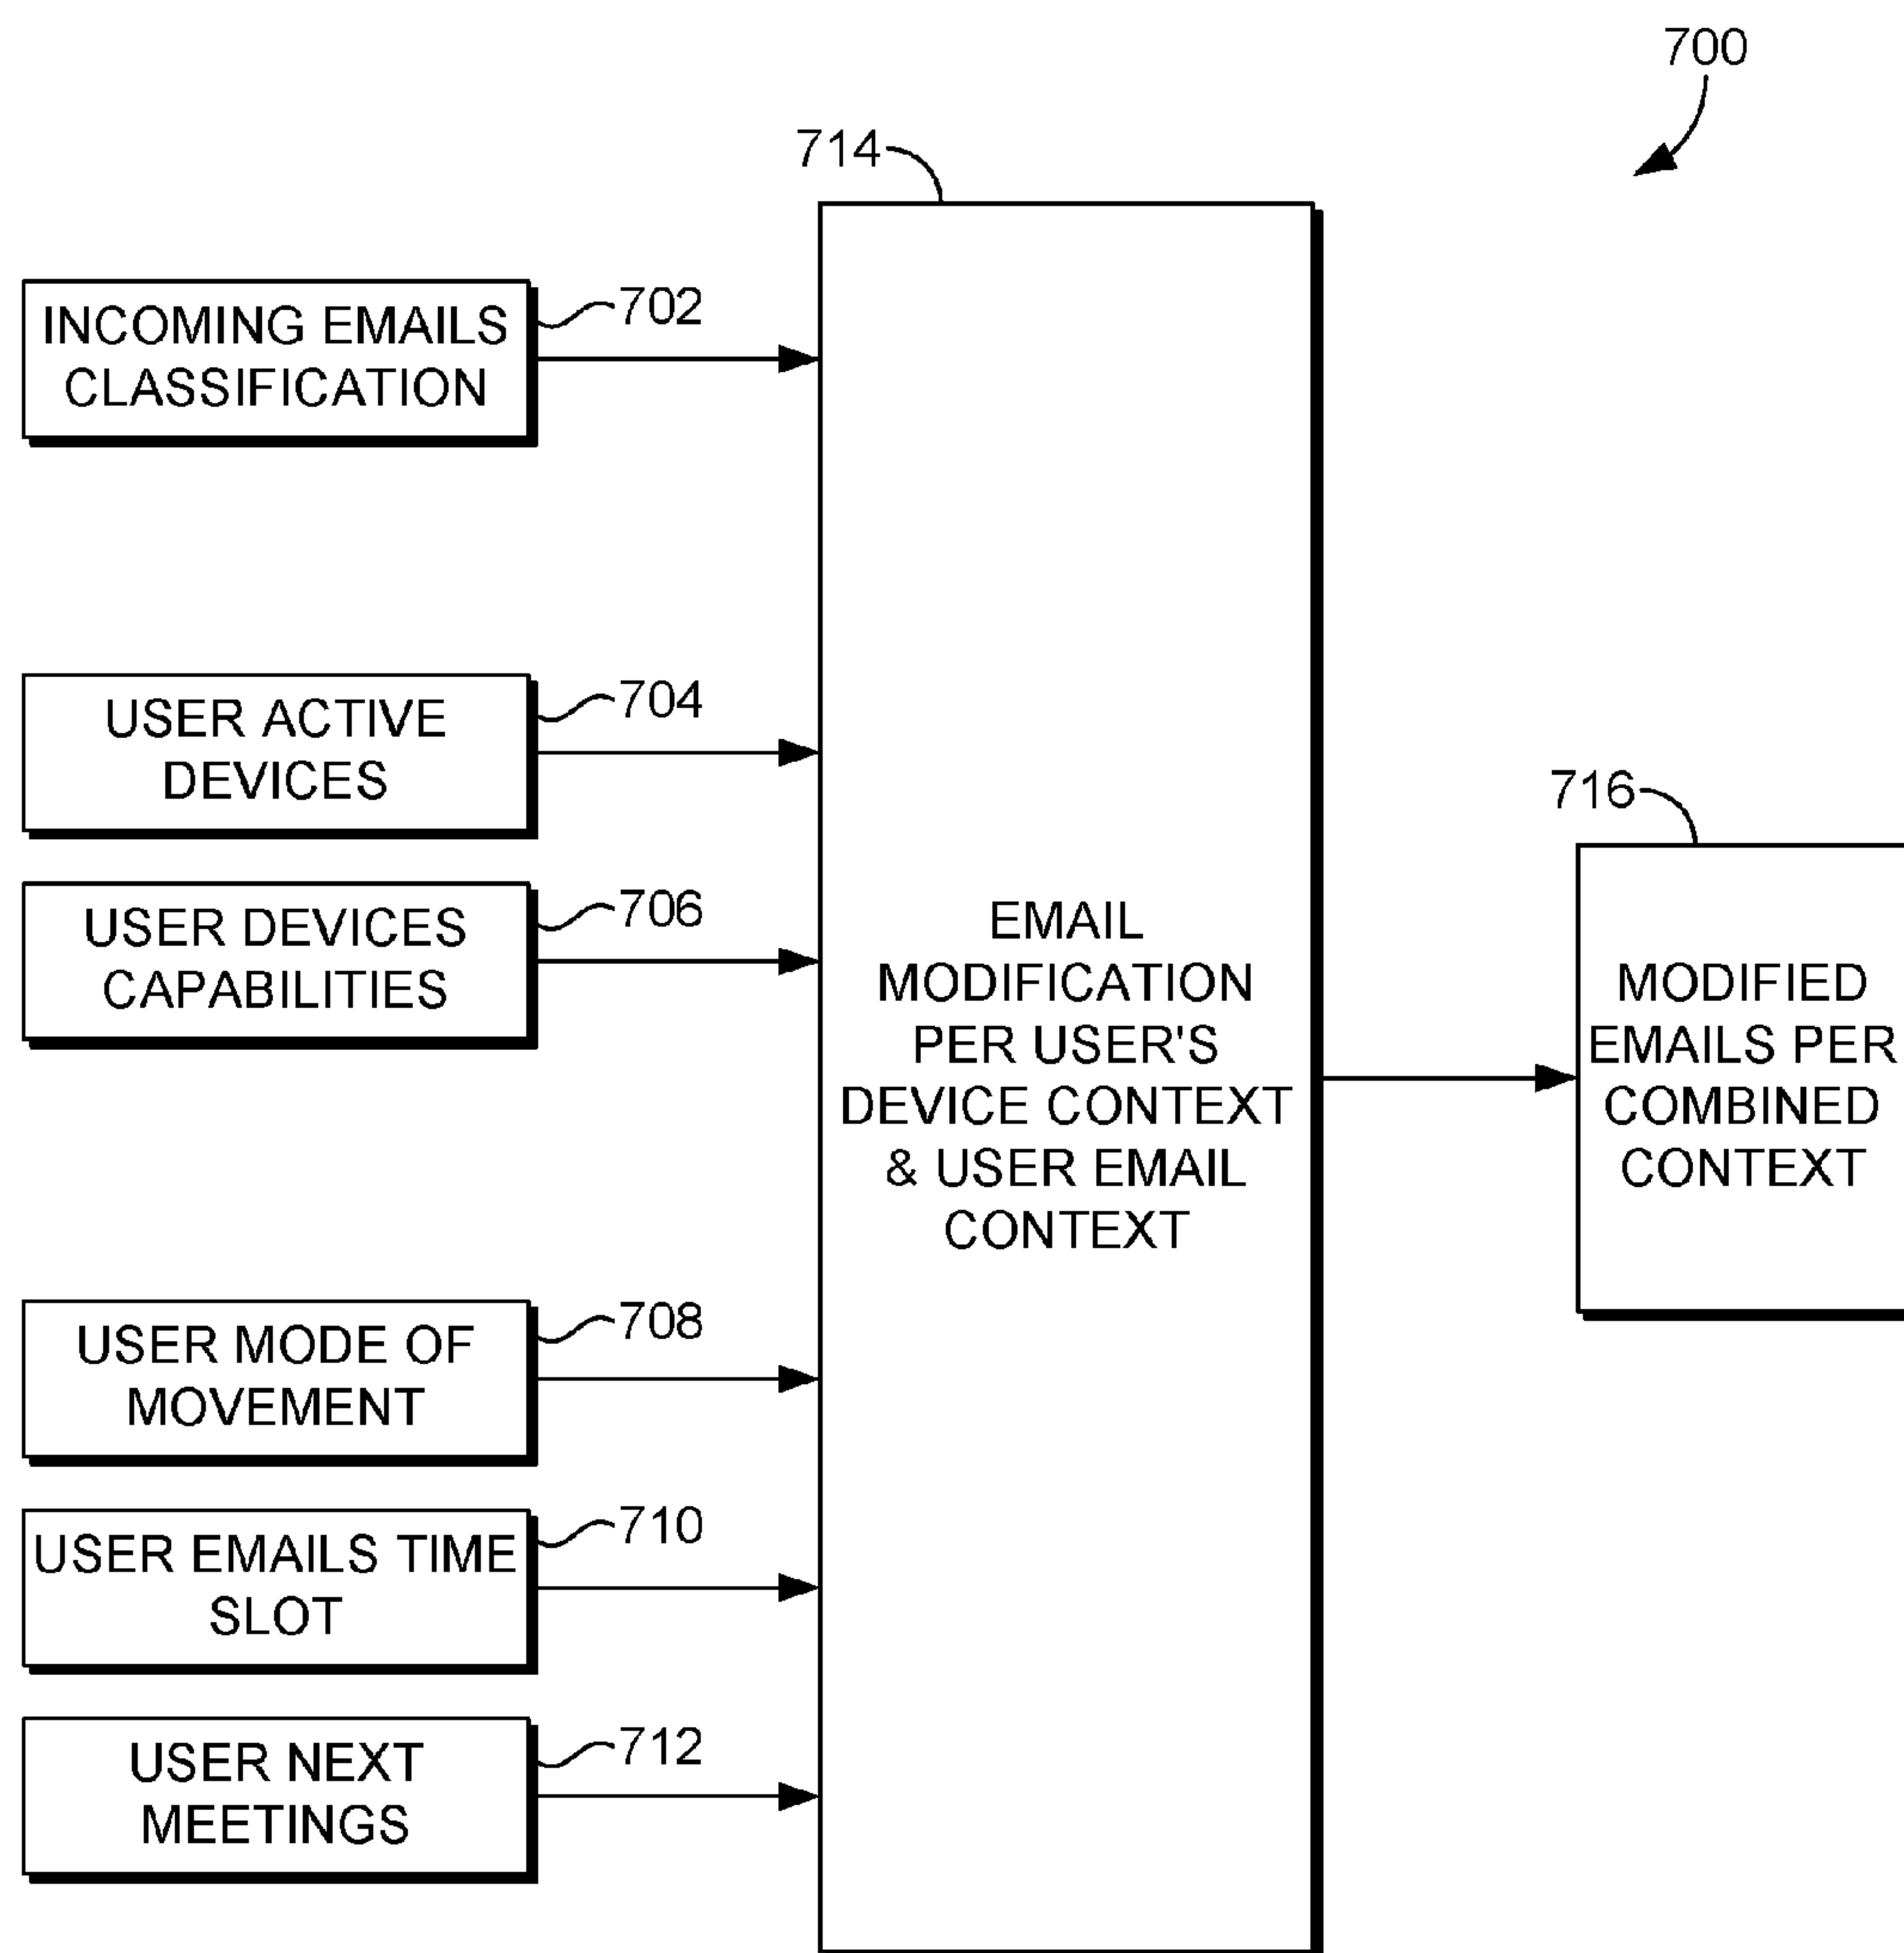 700
714
INCOMING EMAILS
CLASSIFICATION
702
USER ACTIVE
DEVICES
704
USER DEVICES
CAPABILITIES
706
USER MODE OF
MOVEMENT
708
USER EMAILS TIME
SLOT
710
USER NEXT
MEETINGS
712
EMAIL
MODIFICATION
PER USER'S
DEVICE CONTEXT
& USER EMAIL
CONTEXT
716
MODIFIED
EMAILS PER
COMBINED
CONTEXT